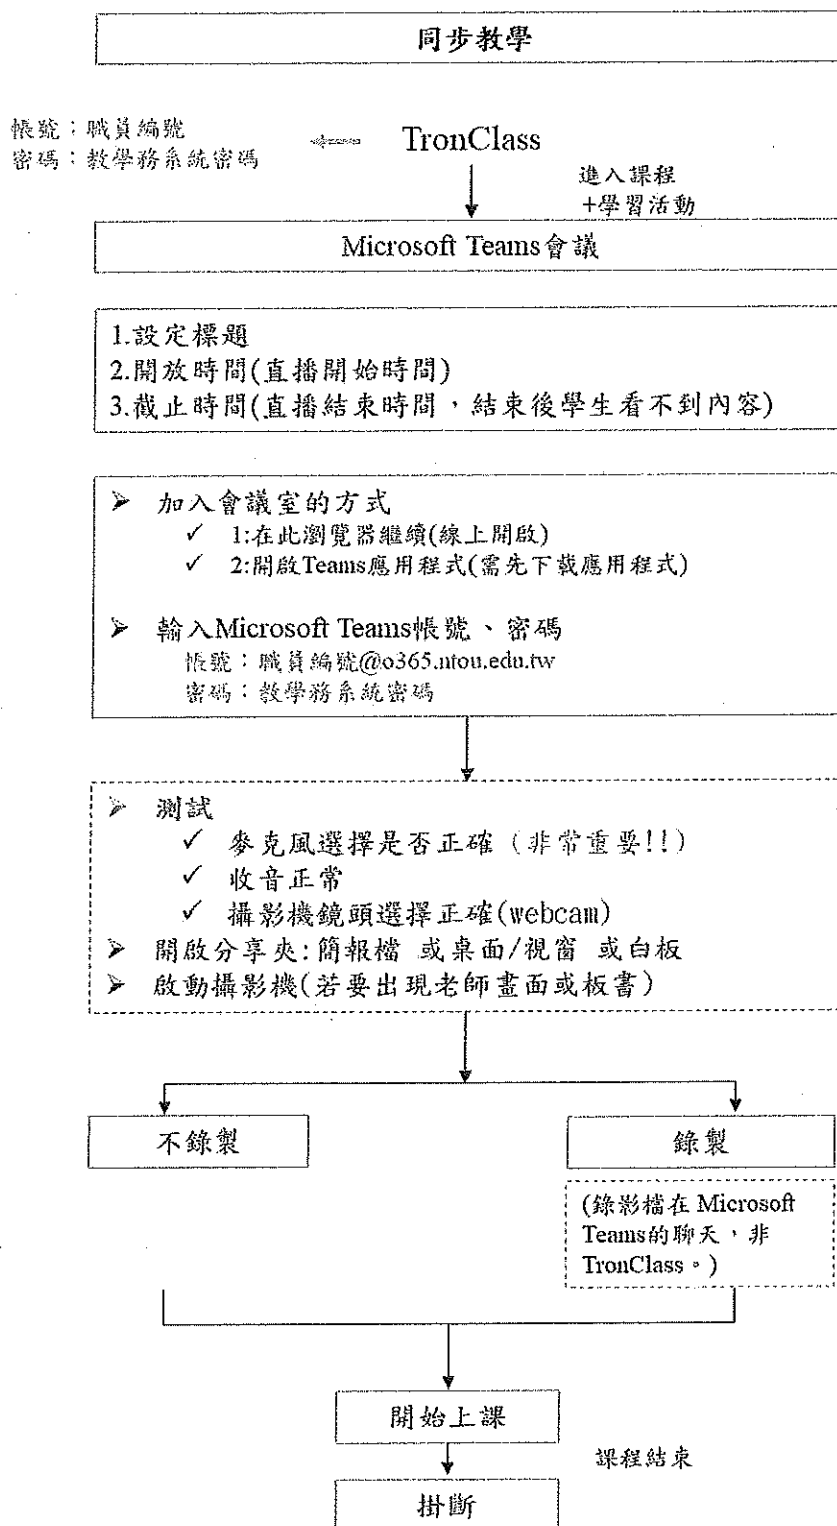 同步教學
帳號：職員編號
密碼：教學務系統密碼
TronClass
進入課程
+學習活動
Microsoft Teams會議
1.設定標題
2.開放時間(直播開始時間)
3.截止時間(直播結束時間，結束後學生看不到內容)
➢ 加入會議室的方式
✓ 1:在此瀏覽器繼續(線上開啟)
✓ 2:開啟Teams應用程式(需先下載應用程式)
➢ 輸入Microsoft Teams帳號、密碼
帳號：職員編號@o365.ntou.edu.tw
密碼：教學務系統密碼
➢ 測試
✓ 麥克風選擇是否正確（非常重要!!）
✓ 收音正常
✓ 攝影機鏡頭選擇正確(webcam)
➢ 開啟分享夾:簡報檔 或桌面/視窗 或白板
➢ 啟動攝影機(若要出現老師畫面或板書)
不錄製
錄製
(錄影檔在 Microsoft
Teams的聊天，非
TronClass。)
開始上課
課程結束
掛斷